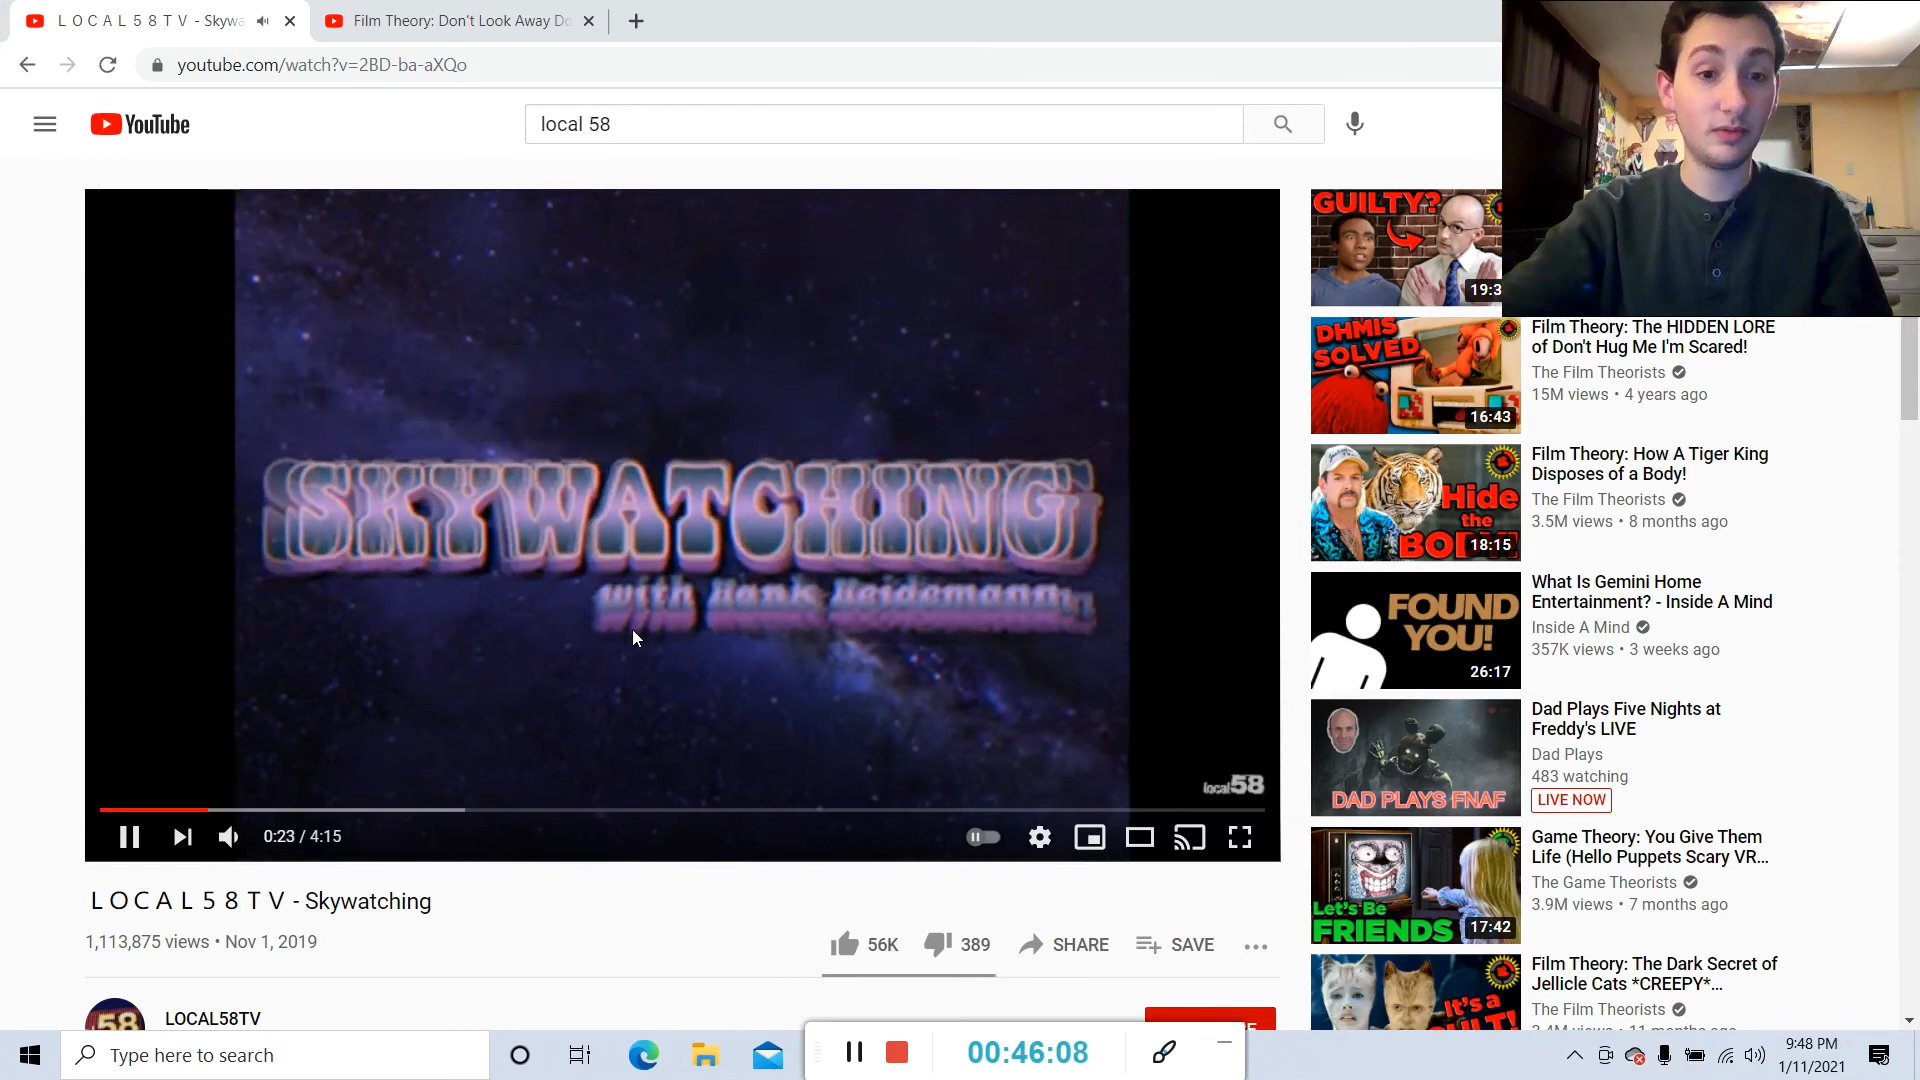 L O C A L 5 8 T V - Skywa
Film Theory: Don't Look Away Do
youtube.com/watch?v=2BD-ba-aXQo
YouTube
local 58
SKYWATCHING
with Hank Heidemann
local58
0:23 / 4:15
L O C A L 5 8 T V - Skywatching
1,113,875 views • Nov 1, 2019
56K
389
SHARE
SAVE
58
LOCAL58TV
GUILTY?
19:3
DHMIS
SOLVED
16:43
Film Theory: The HIDDEN LORE
of Don't Hug Me I'm Scared!
The Film Theorists
15M views • 4 years ago
Hide
the
BODY!
18:15
Film Theory: How A Tiger King
Disposes of a Body!
The Film Theorists
3.5M views • 8 months ago
FOUND
YOU!
26:17
What Is Gemini Home
Entertainment? - Inside A Mind
Inside A Mind
357K views • 3 weeks ago
DAD PLAYS FNAF
Dad Plays Five Nights at
Freddy's LIVE
Dad Plays
483 watching
LIVE NOW
Let's Be
FRIENDS
17:42
Game Theory: You Give Them
Life (Hello Puppets Scary VR...
The Game Theorists
3.9M views • 7 months ago
It's a
Film Theory: The Dark Secret of
Jellicle Cats *CREEPY*...
The Film Theorists
Type here to search
00:46:08
9:48 PM
1/11/2021